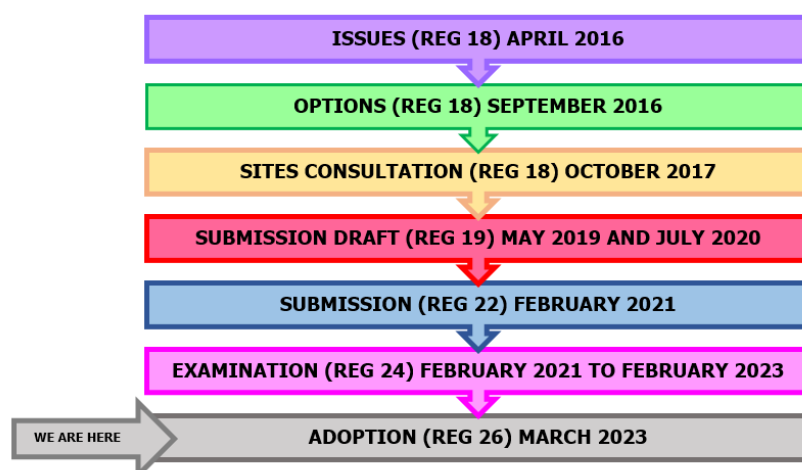 ISSUES (REG 18) APRIL 2016
OPTIONS (REG 18) SEPTEMBER 2016
SITES CONSULTATION (REG 18) OCTOBER 2017
SUBMISSION DRAFT (REG 19) MAY 2019 AND JULY 2020
SUBMISSION (REG 22) FEBRUARY 2021
EXAMINATION (REG 24) FEBRUARY 2021 TO FEBRUARY 2023
WE ARE HERE
ADOPTION (REG 26) MARCH 2023